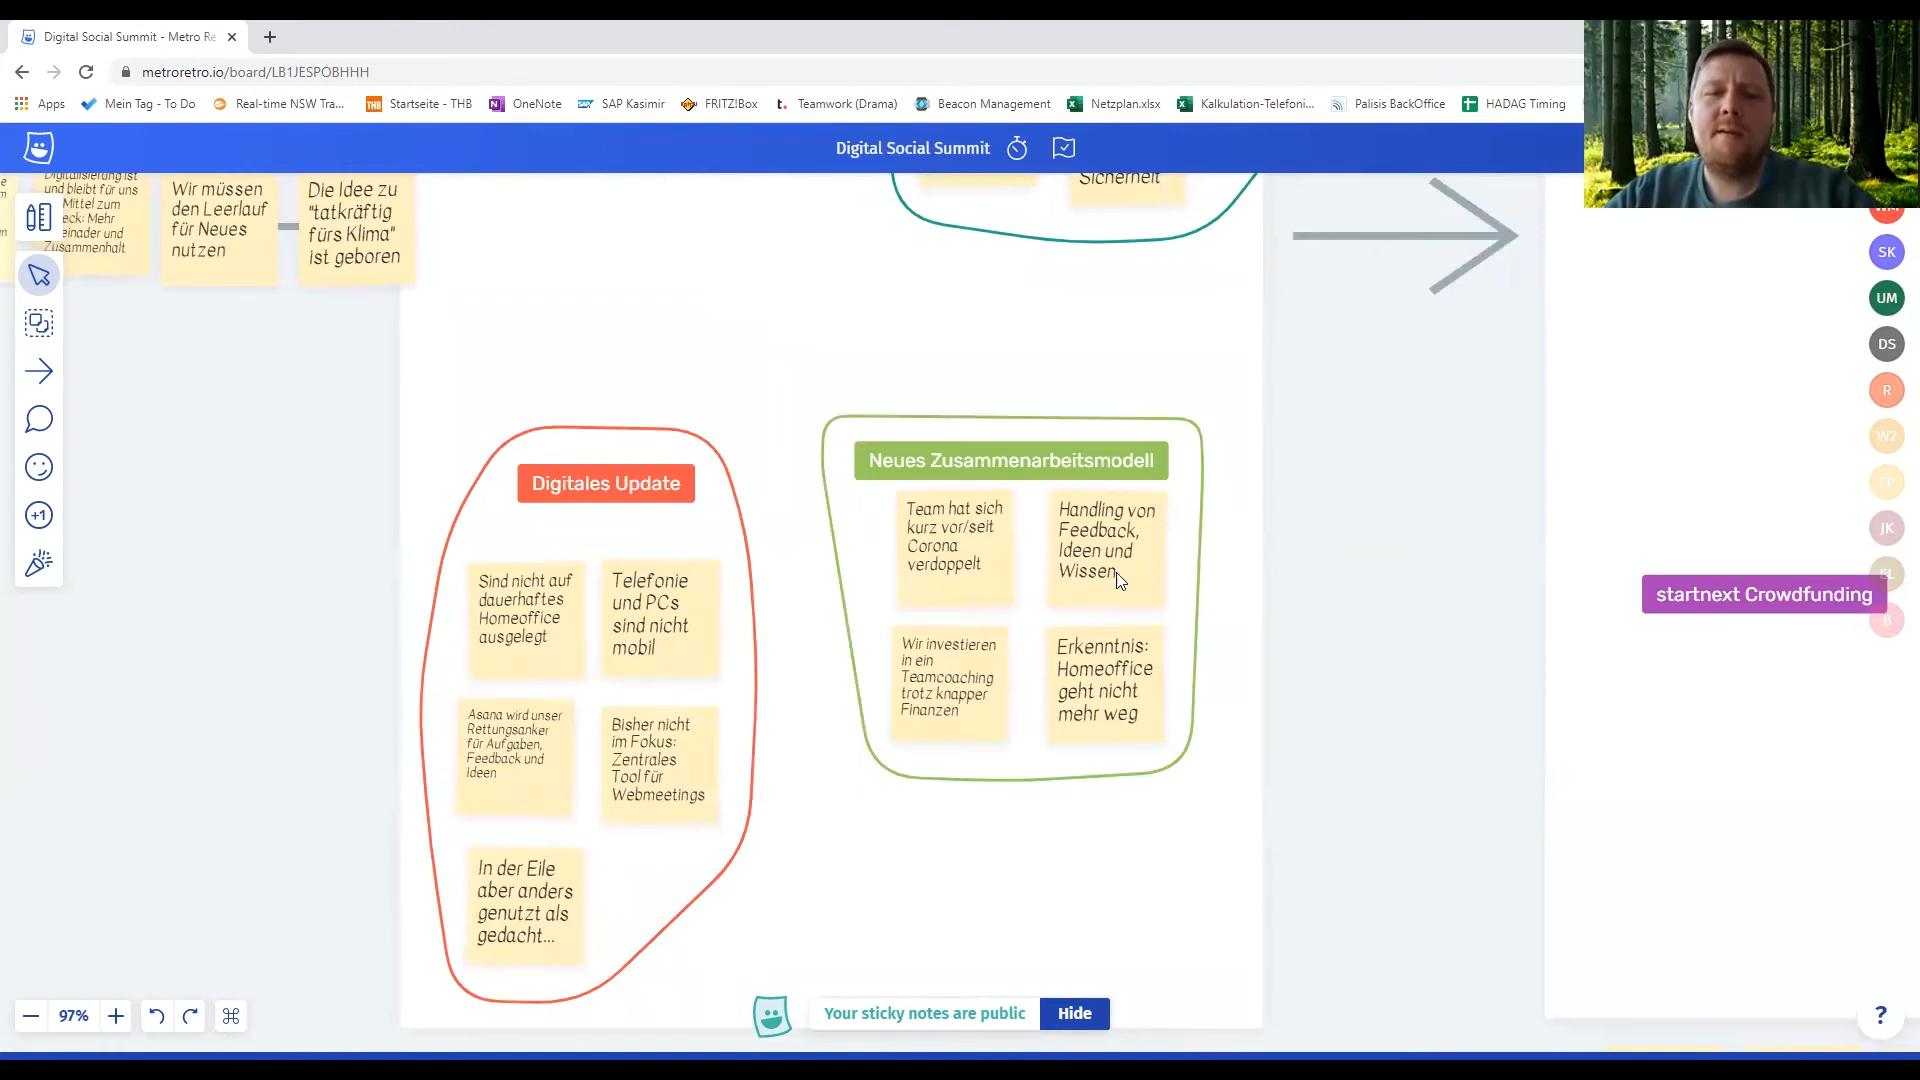 Digital Social Summit - Metro Re
metroretro.io/board/LB1JESPOBHHH
Apps
Mein Tag - To Do
Real-time NSW Tra...
Startseite - THB
OneNote
SAP Kasimir
FRITZ!Box
Teamwork (Drama)
Beacon Management
Netzplan.xlsx
Kalkulation-Telefoni...
Palisis BackOffice
HADAG Timing
Digital Social Summit
Digitalisierung ist
und bleibt für uns
Mittel zum
Mehr
und
Zusammenhalt
Wir müssen
den Leerlauf
für Neues
nutzen
Die Idee zu
"tatkräftig
fürs Klima"
ist geboren
Sicherheit
SK
UM
DS
R
W2
FP
JK
EL
B
Digitales Update
Sind nicht auf
dauerhaftes
Homeoffice
ausgelegt
Telefonie
und PCs
sind nicht
mobil
Asana wird unser
Rettungsanker
für Aufgaben,
Feedback und
Ideen
Bisher nicht
im Fokus:
Zentrales
Tool für
Webmeetings
In der Eile
aber anders
genutzt als
gedacht...
Neues Zusammenarbeitsmodell
Team hat sich
kurz vor/seit
Corona
verdoppelt
Handling von
Feedback,
Ideen und
Wissen
Wir investieren
in ein
Teamcoaching
trotz knapper
Finanzen
Erkenntnis:
Homeoffice
geht nicht
mehr weg
startnext Crowdfunding
+1
97%
Your sticky notes are public
Hide
?